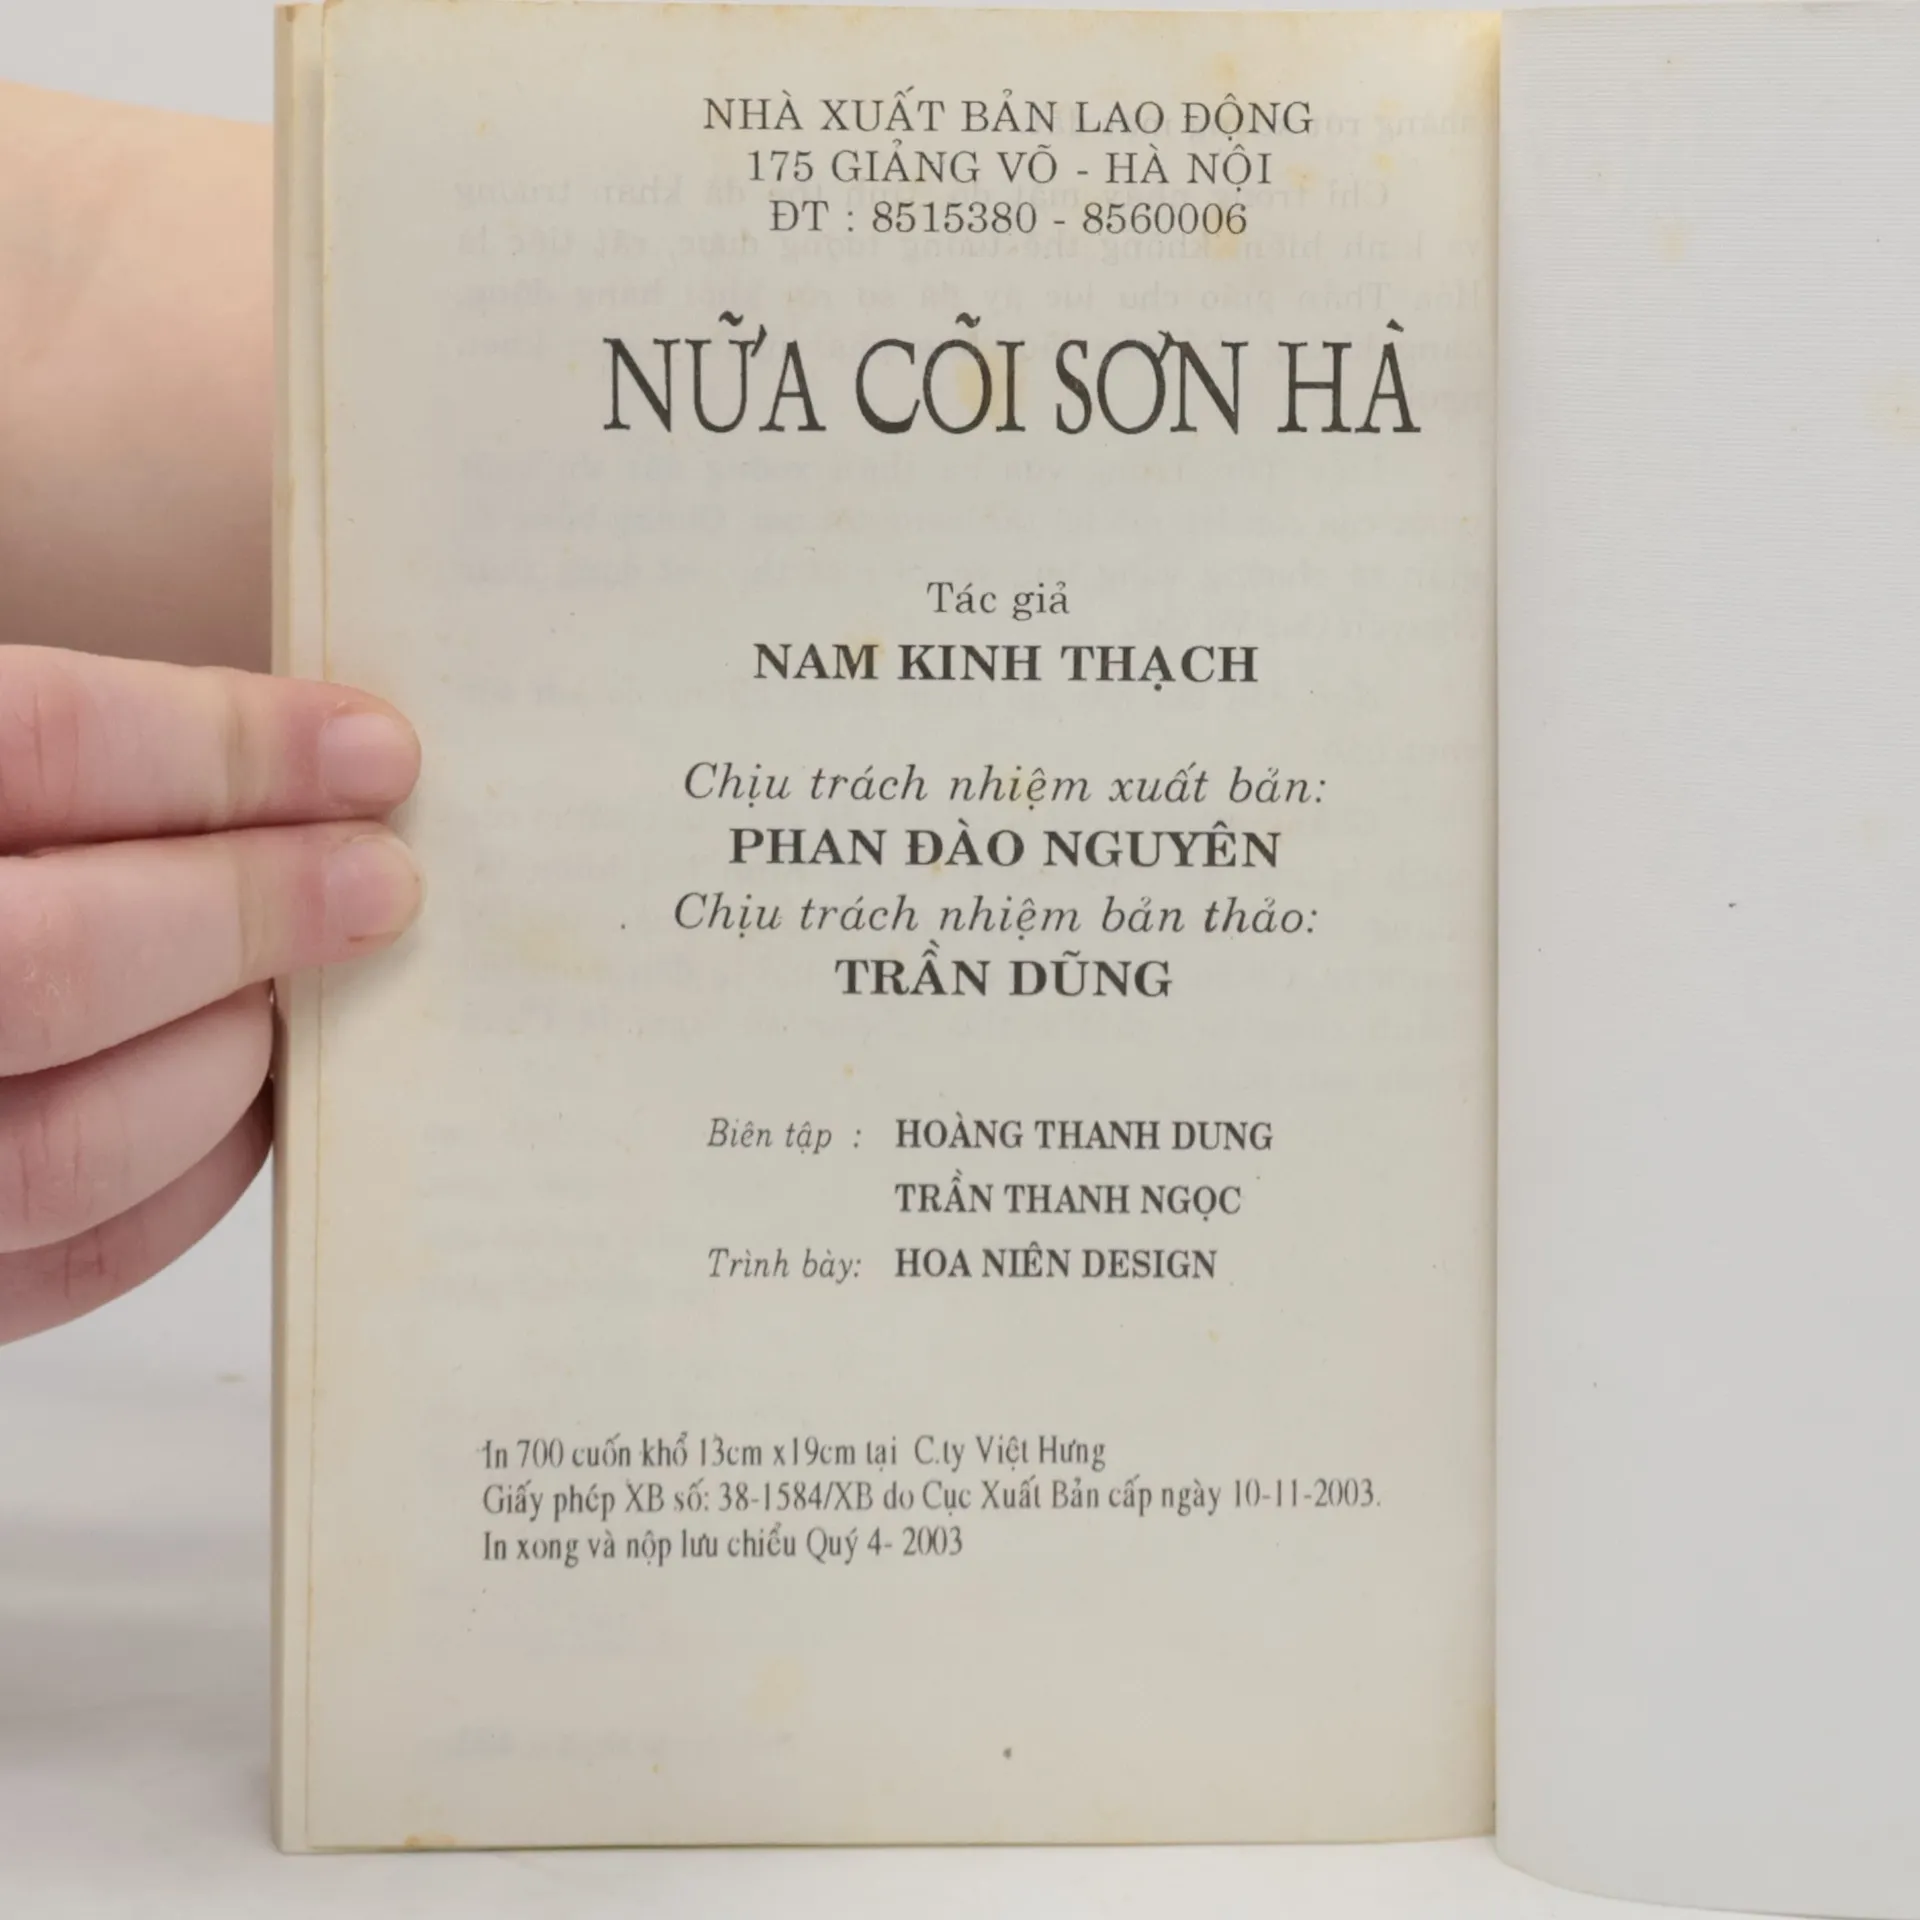 NHÀ XUẤT BẢN LAO ĐỘNG
175 GIẢNG VÕ - HÀ NỘI
ĐT : 8515380 - 8560006
NỮA CÕI SƠN HÀ
Tác giả
NAM KINH THẠCH
Chịu trách nhiệm xuất bản:
PHAN ĐÀO NGUYÊN
Chịu trách nhiệm bản thảo:
TRẦN DŨNG
Biên tập : HOÀNG THANH DUNG
TRẦN THANH NGỌC
Trình bày: HOA NIÊN DESIGN
In 700 cuốn khổ 13cm x19cm tại C.ty Việt Hưng
Giấy phép XB số: 38-1584/XB do Cục Xuất Bản cấp ngày 10-11-2003.
In xong và nộp lưu chiểu Quý 4- 2003